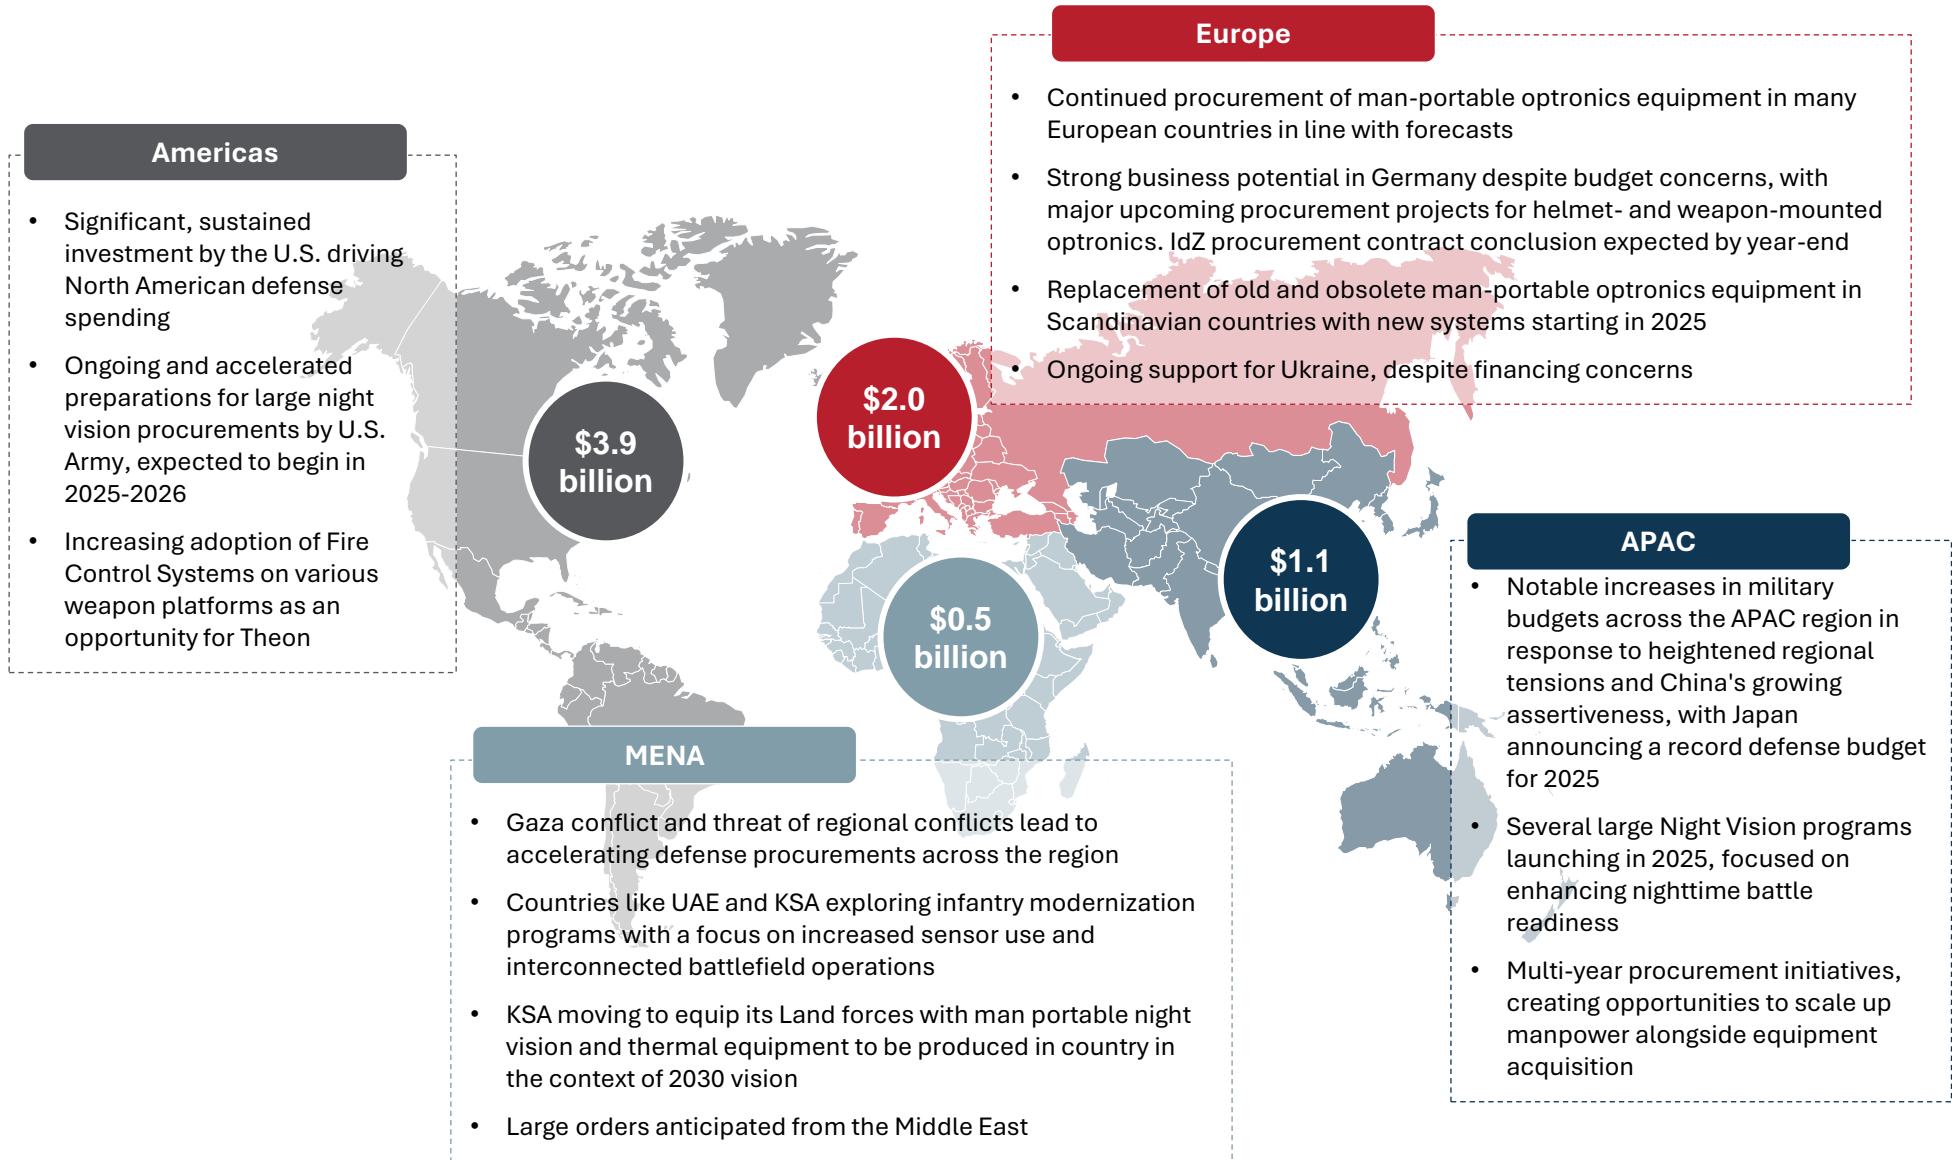 Europe
• Continued procurement of man-portable optronics equipment in many
European countries in line with forecasts
• Strong business potential in Germany despite budget concerns, with
major upcoming procurement projects for helmet- and weapon-mounted
optronics. IdZ procurement contract conclusion expected by year-end
• Replacement of old and obsolete man-portable optronics equipment in
Scandinavian countries with new systems starting in 2025
• Ongoing support for Ukraine, despite financing concerns
Americas
• Significant, sustained
investment by the U.S. driving
North American defense
spending
• Ongoing and accelerated
preparations for large night
vision procurements by U.S.
Army, expected to begin in
2025-2026
• Increasing adoption of Fire
Control Systems on various
weapon platforms as an
opportunity for Theon
$3.9
billion
$2.0
billion
$0.5
billion
$1.1
billion
APAC
• Notable increases in military
budgets across the APAC region in
response to heightened regional
tensions and China's growing
assertiveness, with Japan
announcing a record defense budget
for 2025
• Several large Night Vision programs
launching in 2025, focused on
enhancing nighttime battle
readiness
• Multi-year procurement initiatives,
creating opportunities to scale up
manpower alongside equipment
acquisition
MENA
• Gaza conflict and threat of regional conflicts lead to
accelerating defense procurements across the region
• Countries like UAE and KSA exploring infantry modernization
programs with a focus on increased sensor use and
interconnected battlefield operations
• KSA moving to equip its Land forces with man portable night
vision and thermal equipment to be produced in country in
the context of 2030 vision
• Large orders anticipated from the Middle East